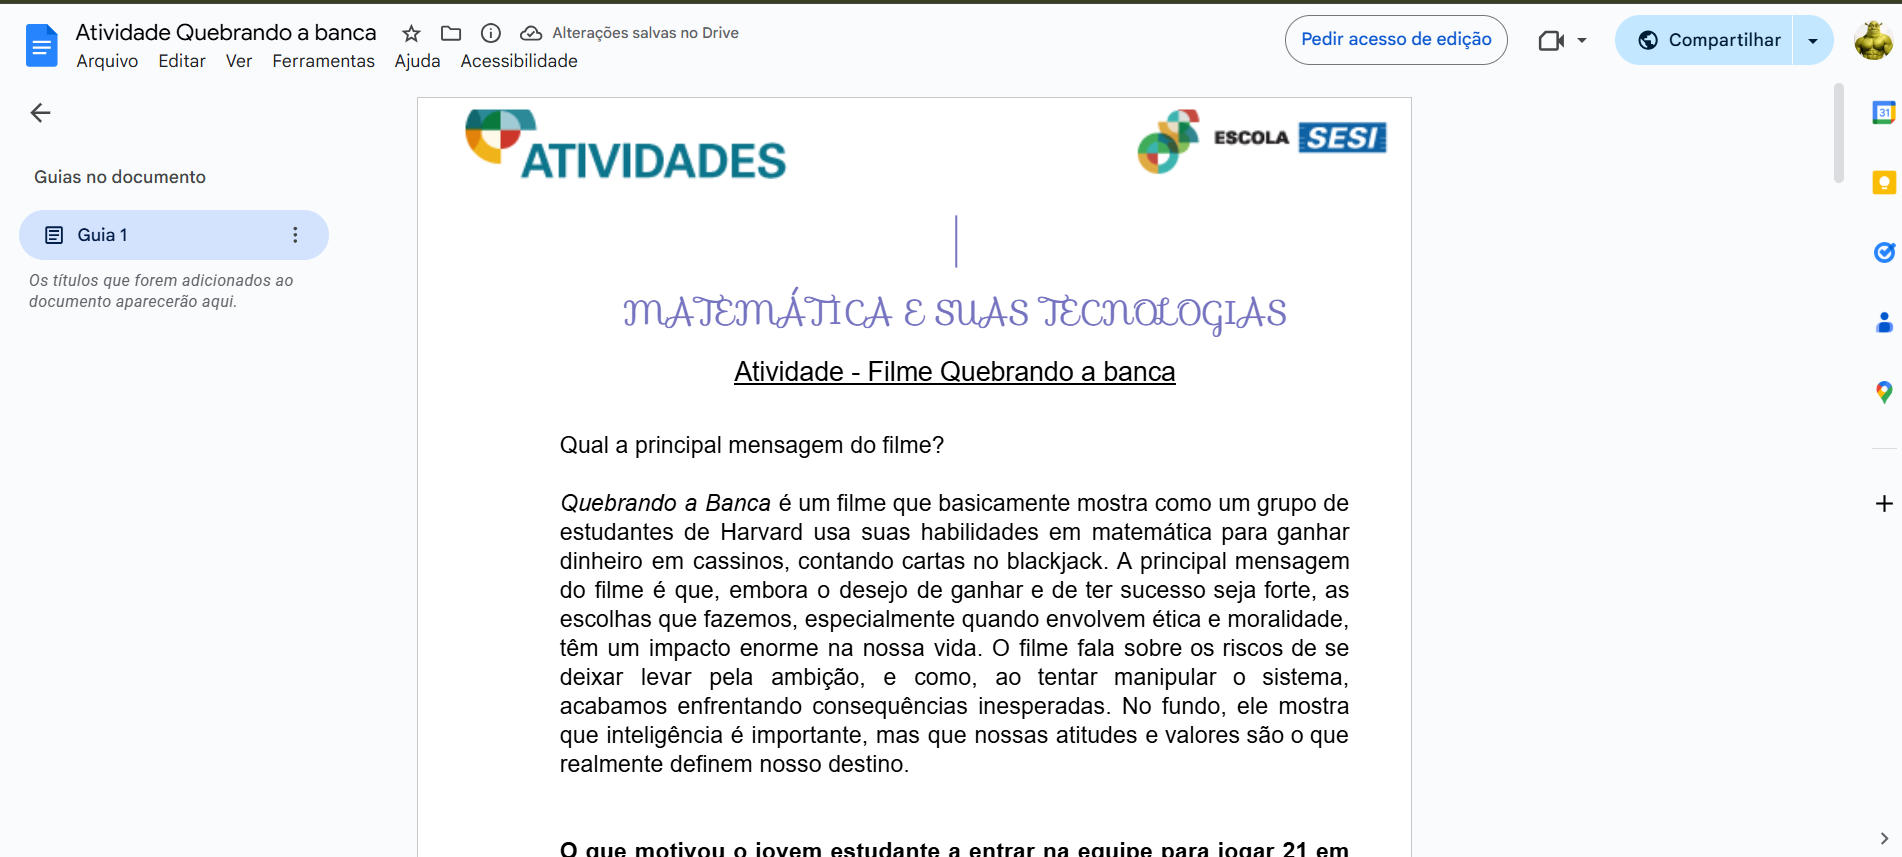 Atividade Quebrando a banca
Alterações salvas no Drive
Arquivo Editar Ver Ferramentas Ajuda Acessibilidade
Pedir acesso de edição
Compartilhar
Guias no documento
Guia 1
Os títulos que forem adicionados ao
documento aparecerão aqui.
ATIVIDADES
ESCOLA SESI
MATEMÁTICA E SUAS TECNOLOGIAS
Atividade - Filme Quebrando a banca
Qual a principal mensagem do filme?
Quebrando a Banca é um filme que basicamente mostra como um grupo de
estudantes de Harvard usa suas habilidades em matemática para ganhar
dinheiro em cassinos, contando cartas no blackjack. A principal mensagem
do filme é que, embora o desejo de ganhar e de ter sucesso seja forte, as
escolhas que fazemos, especialmente quando envolvem ética e moralidade,
têm um impacto enorme na nossa vida. O filme fala sobre os riscos de se
deixar levar pela ambição, e como, ao tentar manipular o sistema,
acabamos enfrentando consequências inesperadas. No fundo, ele mostra
que inteligência é importante, mas que nossas atitudes e valores são o que
realmente definem nosso destino.
O que motivou o jovem estudante a entrar na equipe para jogar 21 em
31